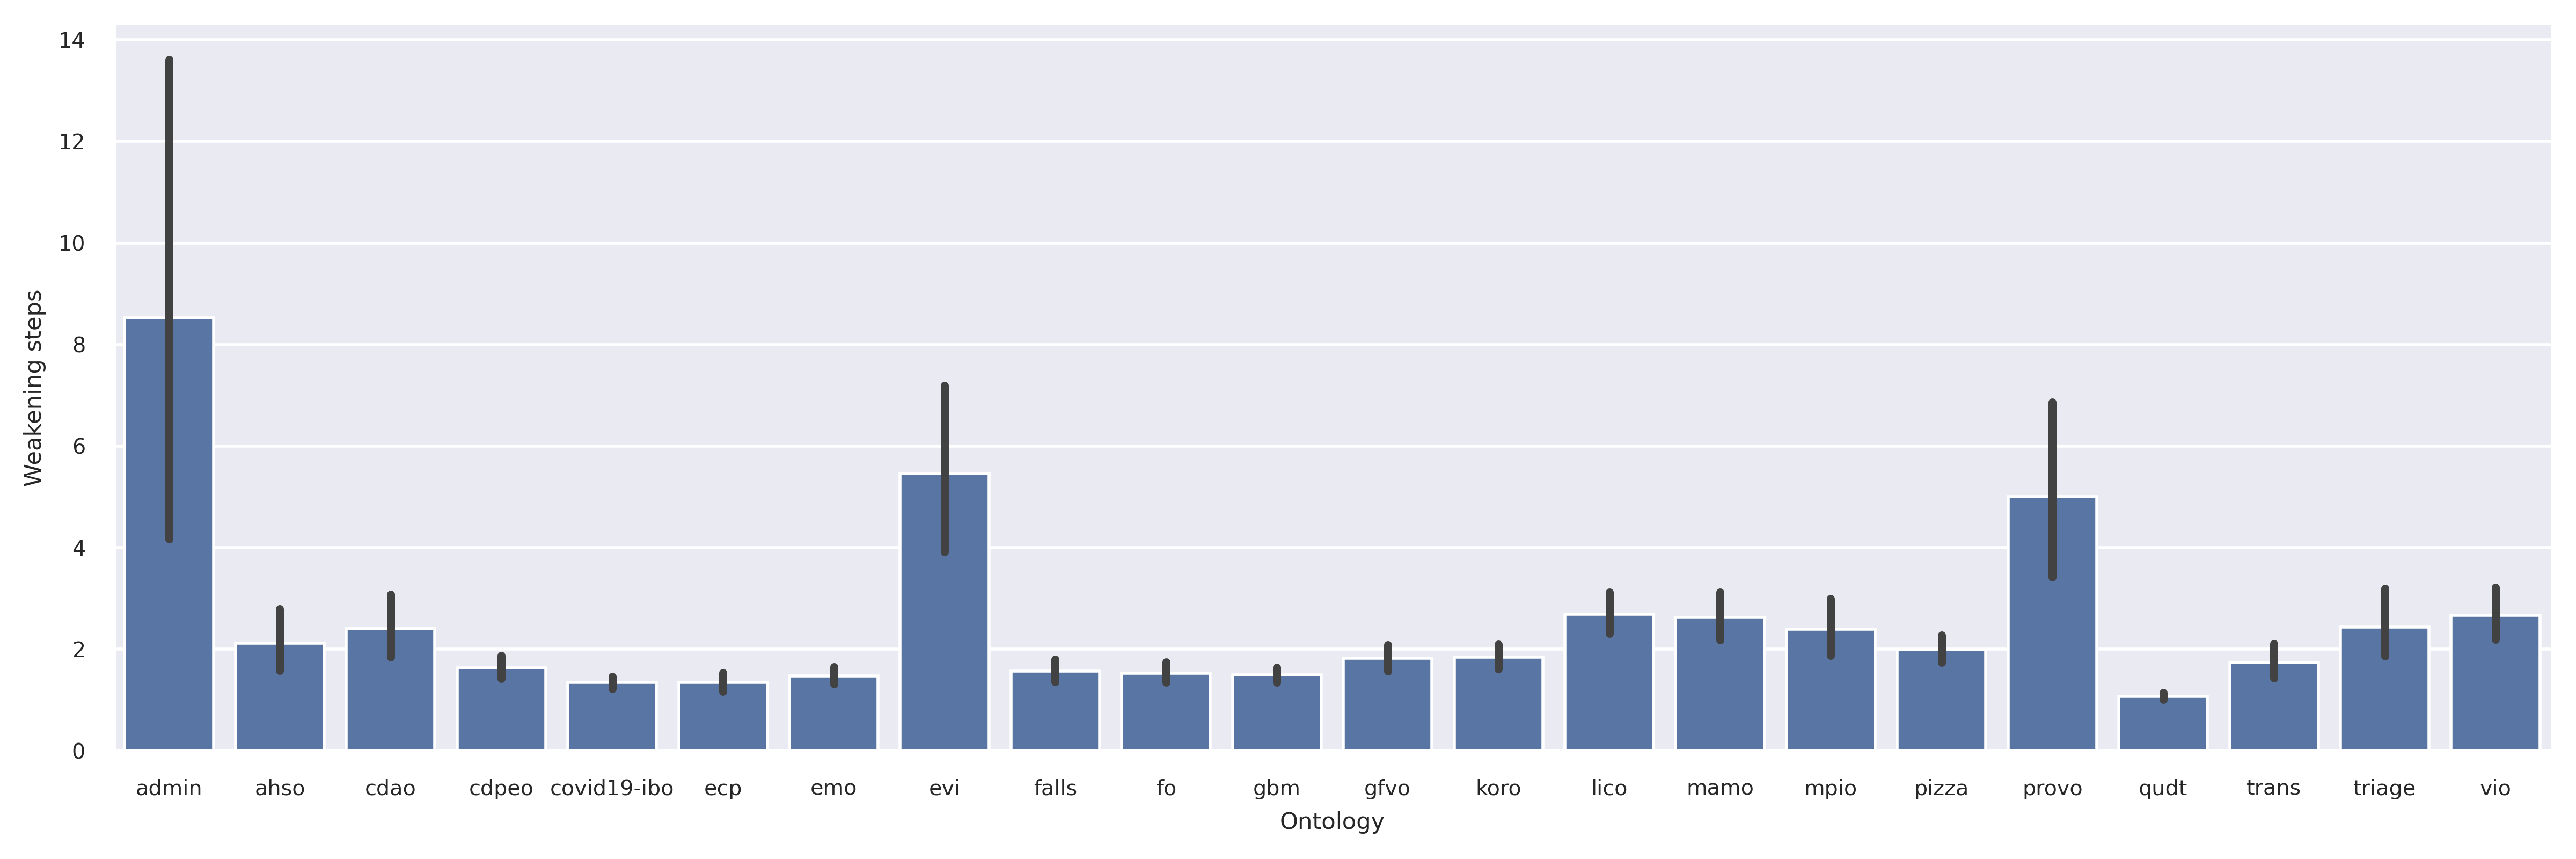 14
12
10
8
6
4
2
0
Weakening steps
admin ahso cdao cdpeo covid19-ibo ecp emo evi falls fo gbm gfvo koro lico mamo mpio pizza provo qudt trans triage vio
Ontology